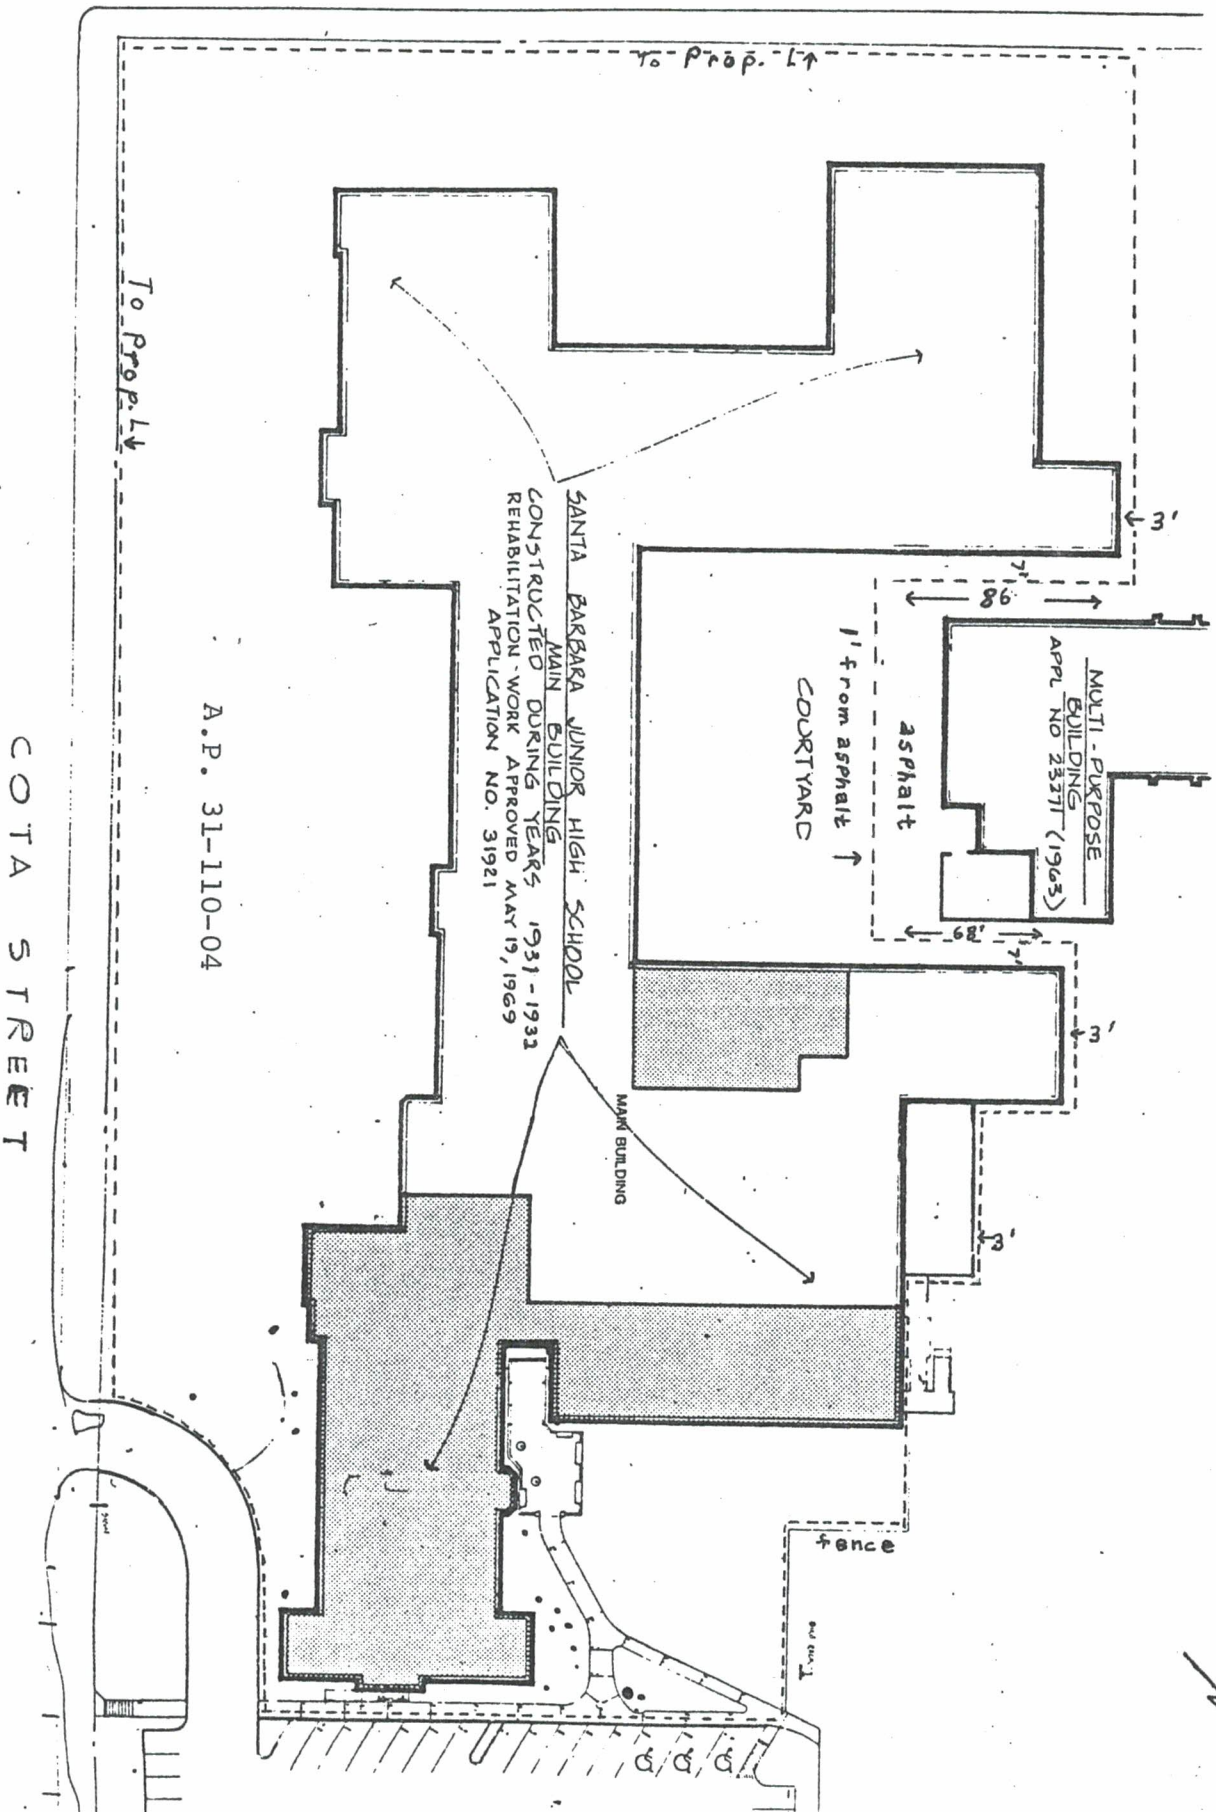 To Prop. L↑
To Prop. L↓
3'
7'
86
MULTI-PURPOSE
BUILDING
APPL NO 23271 (1963)
asphalt
1' from asphalt ↑
COURTYARD
68'
7'
3'
3'
SANTA BARBARA JUNIOR HIGH SCHOOL
MAIN BUILDING
CONSTRUCTED DURING YEARS 1931-1932
REHABILITATION-WORK APPROVED MAY 19, 1969
APPLICATION NO. 31921
MAIN BUILDING
fence
A.P. 31-110-04
COTA STREET